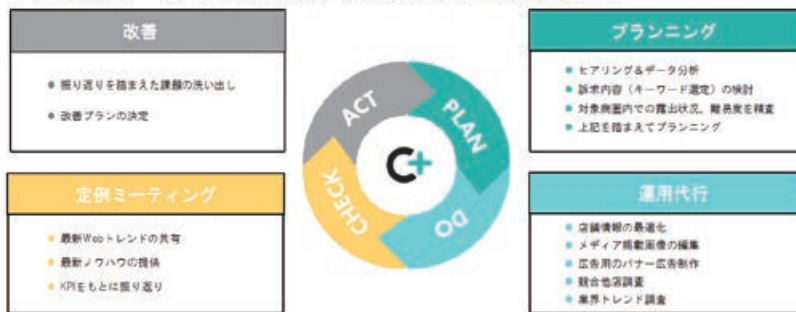 改善
● 振り返りを踏まえた課題の洗い出し
● 改善プランの決定
プランニング
● ヒアリング&データ分析
● 訴求内容（キーワード選定）の検討
● 対象商圏内での露出状況、難易度を精査
● 上記を踏まえてプランニング
ACT
PLAN
C+
CHECK
DO
定例ミーティング
● 最新Webトレンドの共有
● 最新ノウハウの提供
● KPIをもとに振り返り
運用代行
● 店舗情報の最適化
● メディア掲載画像の編集
● 広告用のバナー広告制作
● 競合他店調査
● 業界トレンド調査